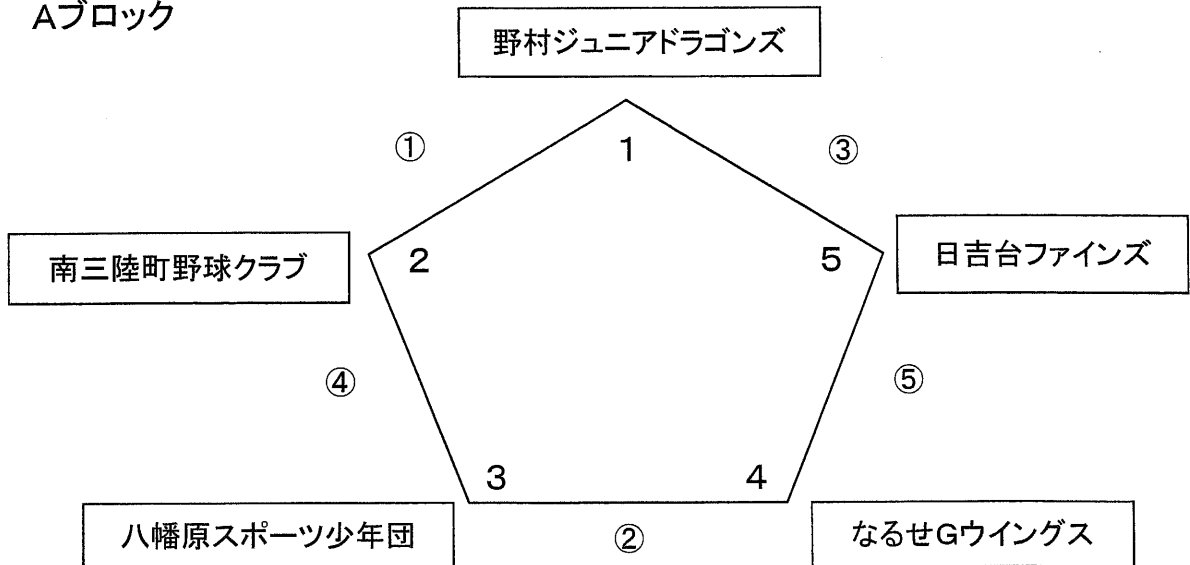 Aブロック
野村ジュニアドラゴンズ
①
1
③
南三陸町野球クラブ
2
5
日吉台ファインズ
④
⑤
3
4
八幡原スポーツ少年団
②
なるせGウイングス